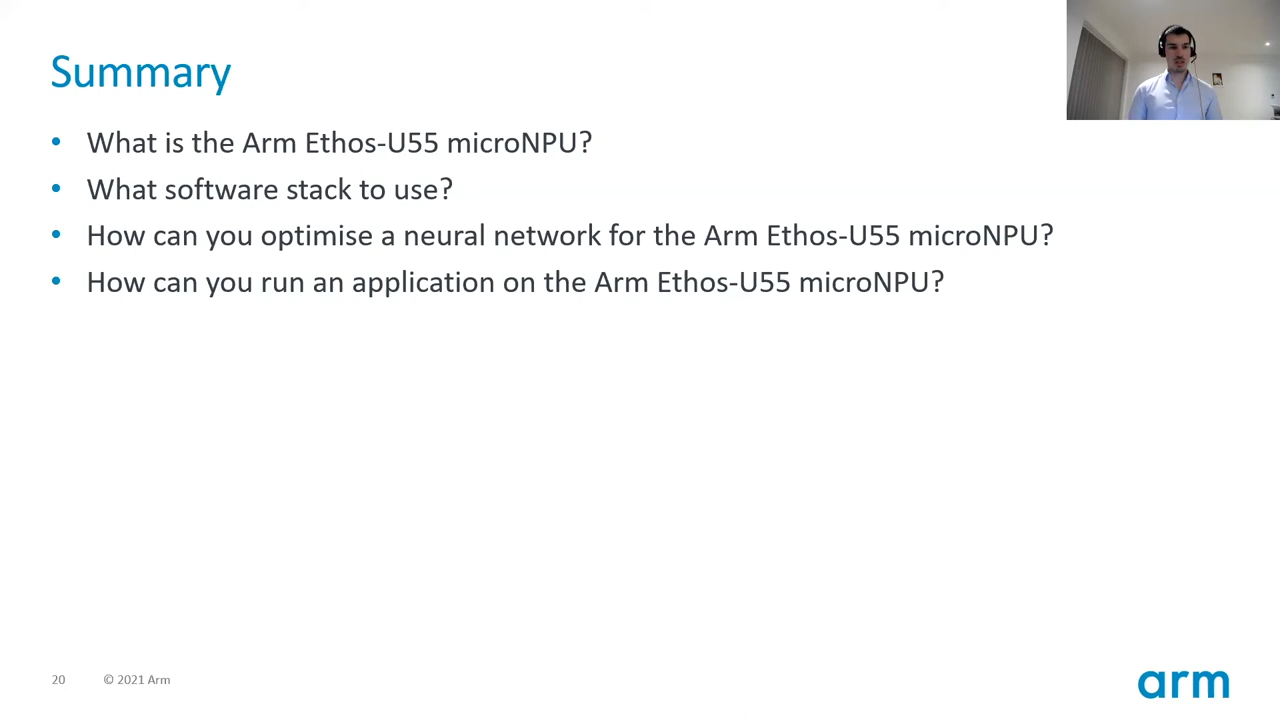 Summary
• What is the Arm Ethos-U55 microNPU?
• What software stack to use?
• How can you optimise a neural network for the Arm Ethos-U55 microNPU?
• How can you run an application on the Arm Ethos-U55 microNPU?
20 © 2021 Arm
arm